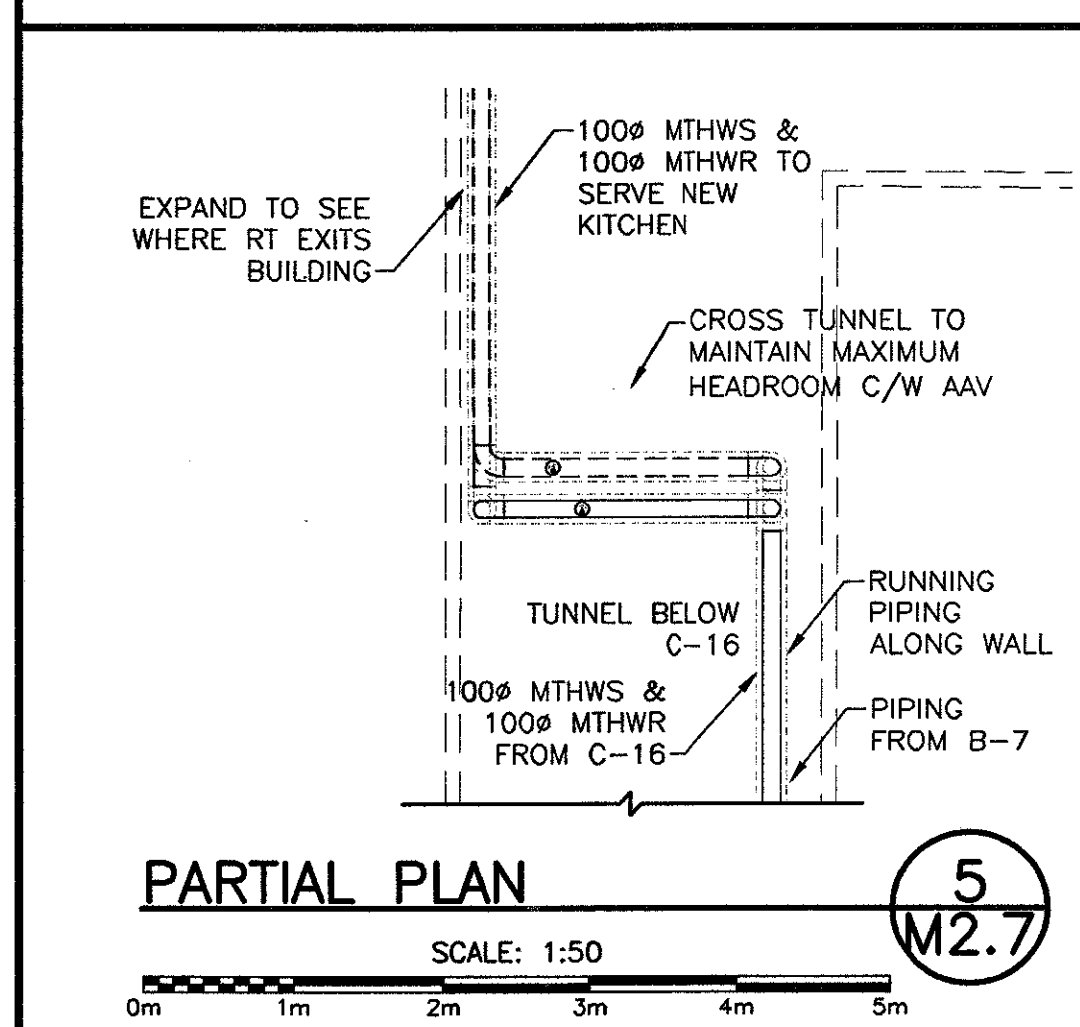 100ø MTHWS &
100ø MTHWR TO
SERVE NEW
KITCHEN
EXPAND TO SEE
WHERE RT EXITS
BUILDING
CROSS TUNNEL TO
MAINTAIN MAXIMUM
HEADROOM C/W AAV
TUNNEL BELOW
C-16
RUNNING
PIPING
ALONG WALL
100ø MTHWS &
100ø MTHWR
FROM C-16
PIPING
FROM B-7
PARTIAL PLAN
5
M2.7
SCALE: 1:50
0m 1m 2m 3m 4m 5m